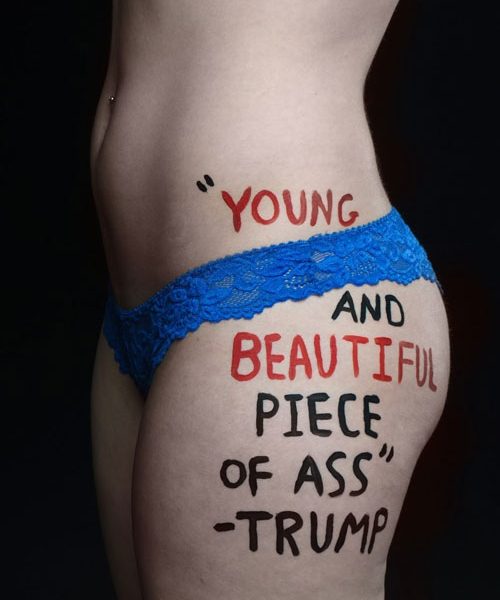 "YOUNG
AND
BEAUTIFUL
PIECE
OF ASS"
-TRUMP